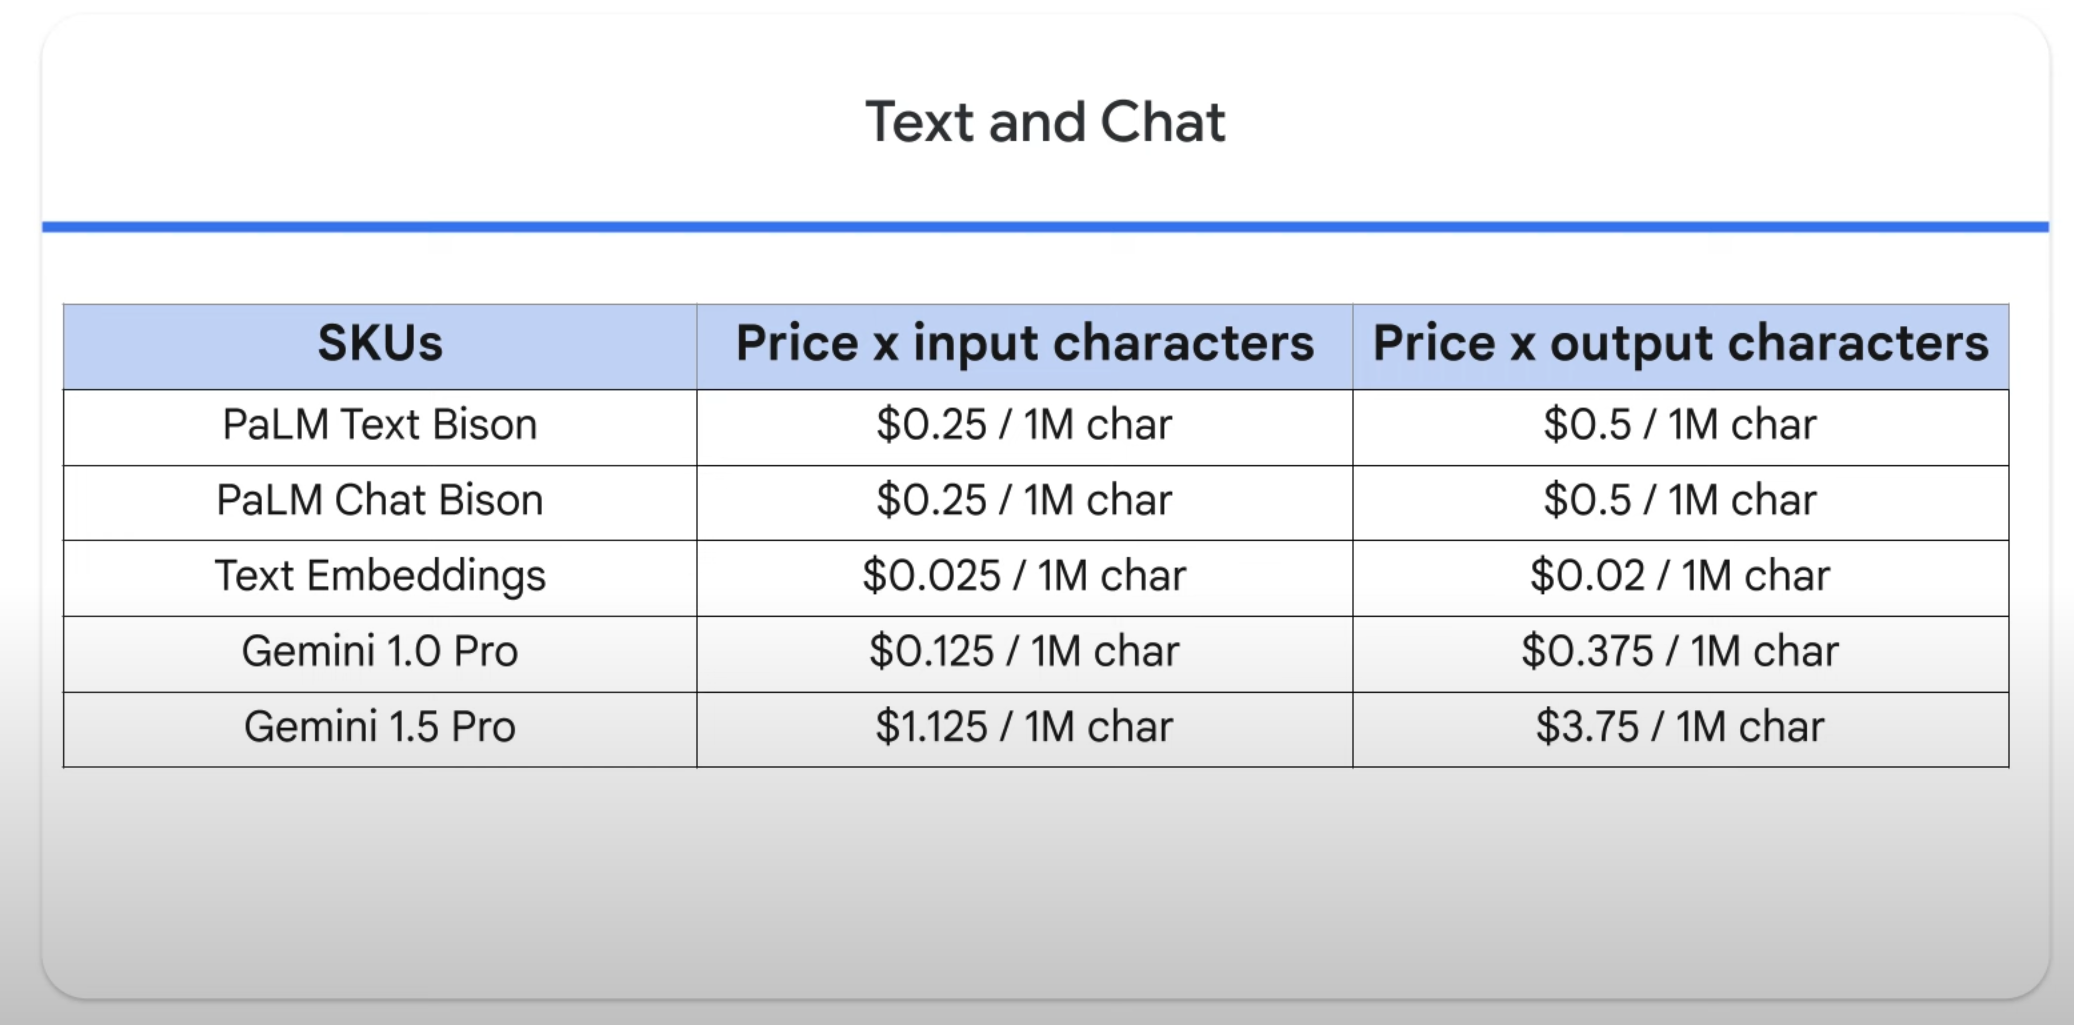 Text and Chat
SKUs Price x input characters Price x output characters
PaLM Text Bison $0.25 / 1M char $0.5 / 1M char
PaLM Chat Bison $0.25 / 1M char $0.5 / 1M char
Text Embeddings $0.025 / 1M char $0.02 / 1M char
Gemini 1.0 Pro $0.125 / 1M char $0.375 / 1M char
Gemini 1.5 Pro $1.125 / 1M char $3.75 / 1M char